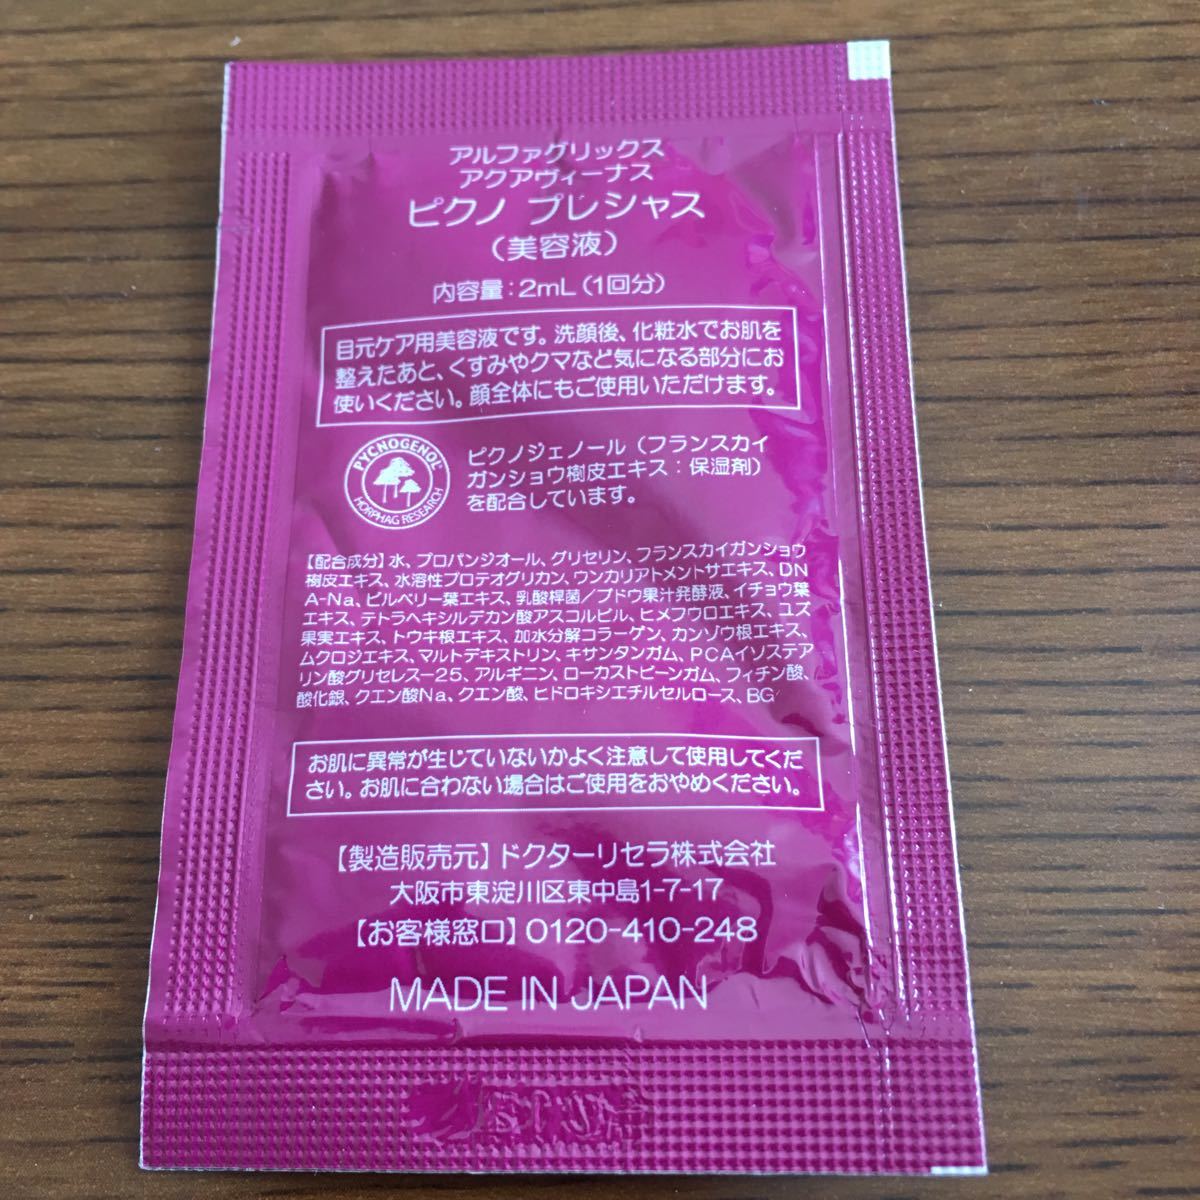 アルファグリックス
アクアヴィーナス
ピクノ プレシャス
（美容液）
内容量：2mL（1回分）
目元ケア用美容液です。洗顔後、化粧水でお肌を
整えたあと、くすみやクマなど気になる部分にお
使いください。顔全体にもご使用いただけます。
PYCNOGENOL®
HORPHAG RESEARCH
ピクノジェノール（フランスカイ
ガンショウ樹皮エキス：保湿剤）
を配合しています。
【配合成分】水、プロパンジオール、グリセリン、フランスカイガンショウ
樹皮エキス、水溶性プロテオグリカン、ウンカリアトメントサエキス、DN
A-Na、ビルベリー葉エキス、乳酸桿菌／ブドウ果汁発酵液、イチョウ葉
エキス、テトラヘキシルデカン酸アスコルビル、ヒメフウロエキス、ユズ
果実エキス、トウキ根エキス、加水分解コラーゲン、カンゾウ根エキス、
ムクロジエキス、マルトデキストリン、キサンタンガム、PCAイソステア
リン酸グリセレスー25、アルギニン、ローカストビーンガム、フィチン酸、
酸化銀、クエン酸Na、クエン酸、ヒドロキシエチルセルロース、BG
お肌に異常が生じていないかよく注意して使用してくだ
さい。お肌に合わない場合はご使用をおやめください。
【製造販売元】ドクターリセラ株式会社
大阪市東淀川区東中島1-7-17
【お客様窓口】0120-410-248
MADE IN JAPAN